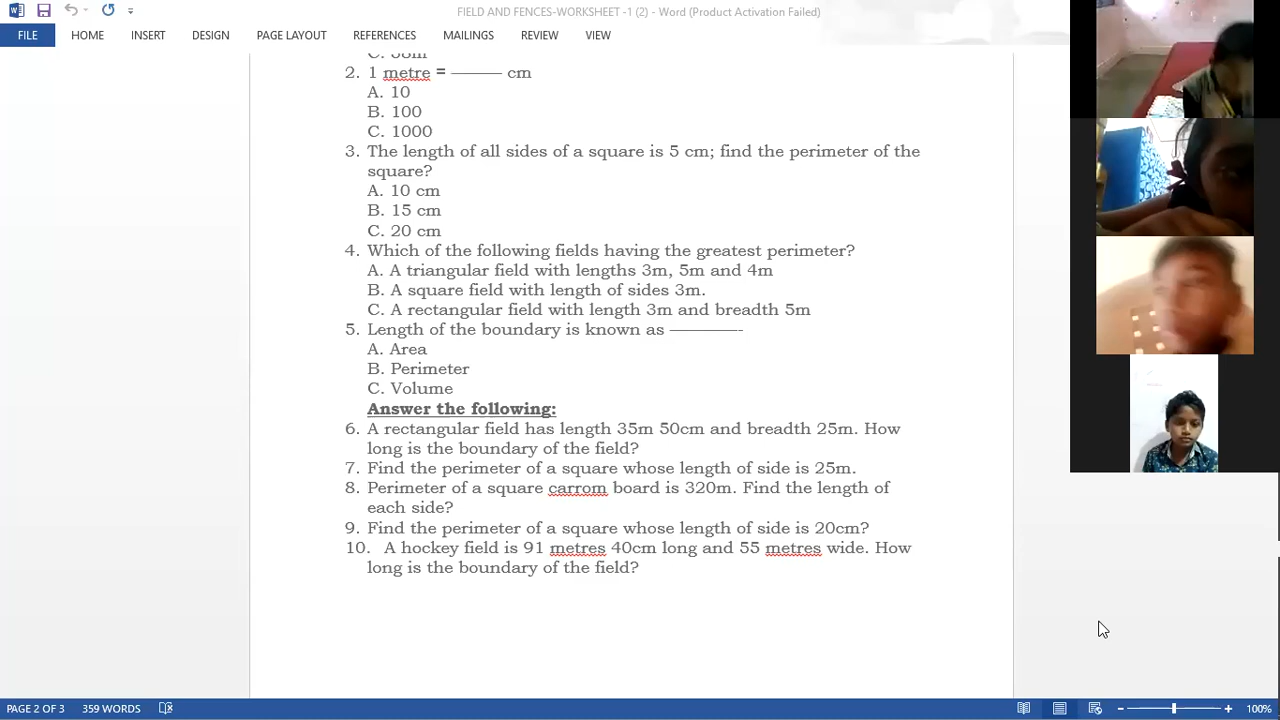 FIELD AND FENCES-WORKSHEET -1 (2) - Word (Product Activation Failed)
FILE HOME INSERT DESIGN PAGE LAYOUT REFERENCES MAILINGS REVIEW VIEW
2. 1 metre = ——— cm
A. 10
B. 100
C. 1000
3. The length of all sides of a square is 5 cm; find the perimeter of the
square?
A. 10 cm
B. 15 cm
C. 20 cm
4. Which of the following fields having the greatest perimeter?
A. A triangular field with lengths 3m, 5m and 4m
B. A square field with length of sides 3m.
C. A rectangular field with length 3m and breadth 5m
5. Length of the boundary is known as ————-
A. Area
B. Perimeter
C. Volume
Answer the following:
6. A rectangular field has length 35m 50cm and breadth 25m. How
long is the boundary of the field?
7. Find the perimeter of a square whose length of side is 25m.
8. Perimeter of a square carrom board is 320m. Find the length of
each side?
9. Find the perimeter of a square whose length of side is 20cm?
10. A hockey field is 91 metres 40cm long and 55 metres wide. How
long is the boundary of the field?
PAGE 2 OF 3 359 WORDS 100%